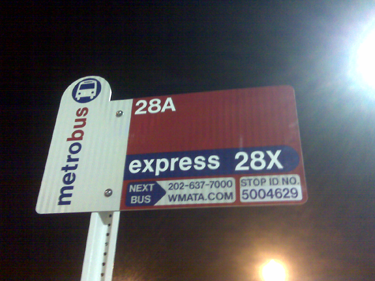 metrobus
28A
express 28X
NEXT BUS
202-637-7000
WMATA.COM
STOP ID NO.
5004629